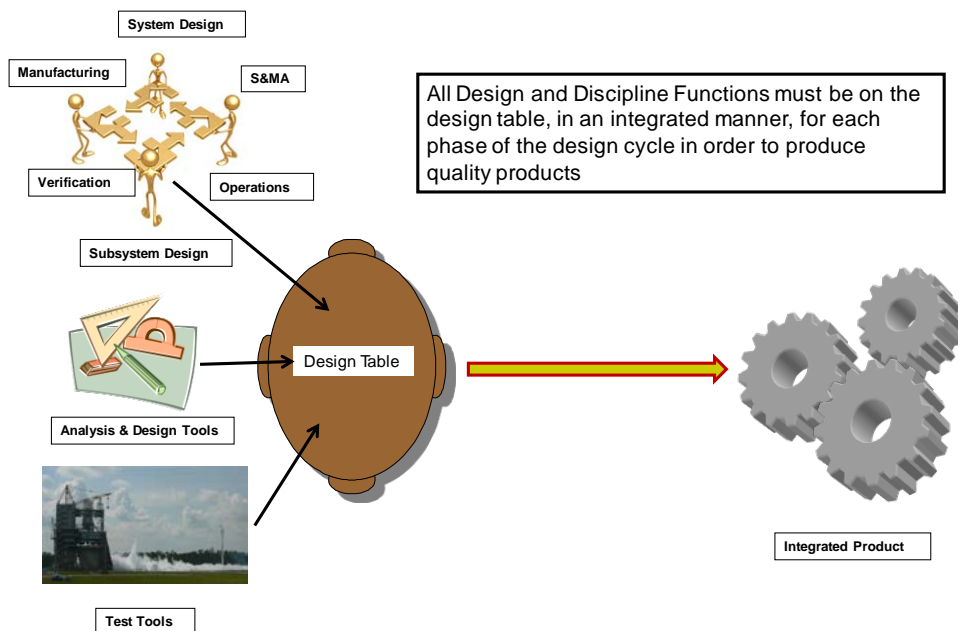 System Design
Manufacturing
S&MA
All Design and Discipline Functions must be on the
design table, in an integrated manner, for each
phase of the design cycle in order to produce
quality products
Verification
Operations
Subsystem Design
Design Table
Analysis & Design Tools
Integrated Product
Test Tools